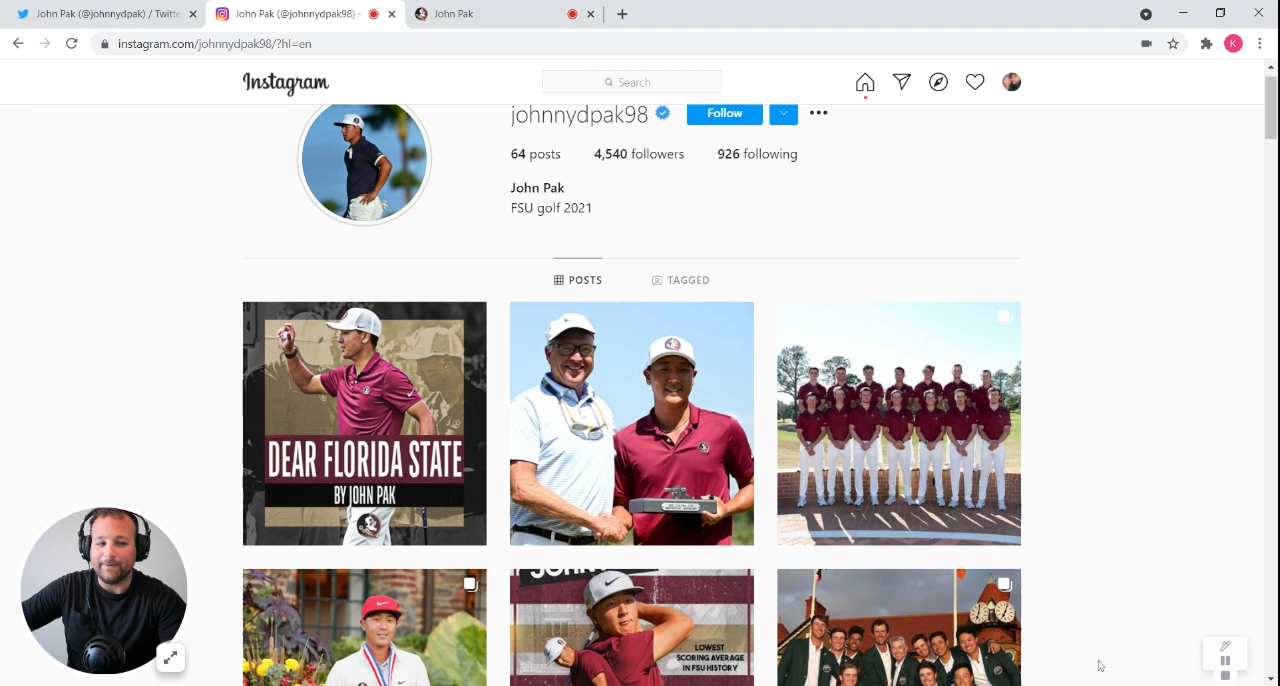 John Pak (@johnnydpak) / Twitte
John Pak (@johnnydpak98) •
John Pak
instagram.com/johnnydpak98/?hl=en
K
Instagram
Search
johnnydpak98
Follow
64 posts 4,540 followers 926 following
John Pak
FSU golf 2021
POSTS
TAGGED
DEAR FLORIDA STATE
BY JOHN PAK
LOWEST
SCORING AVERAGE
IN FSU HISTORY